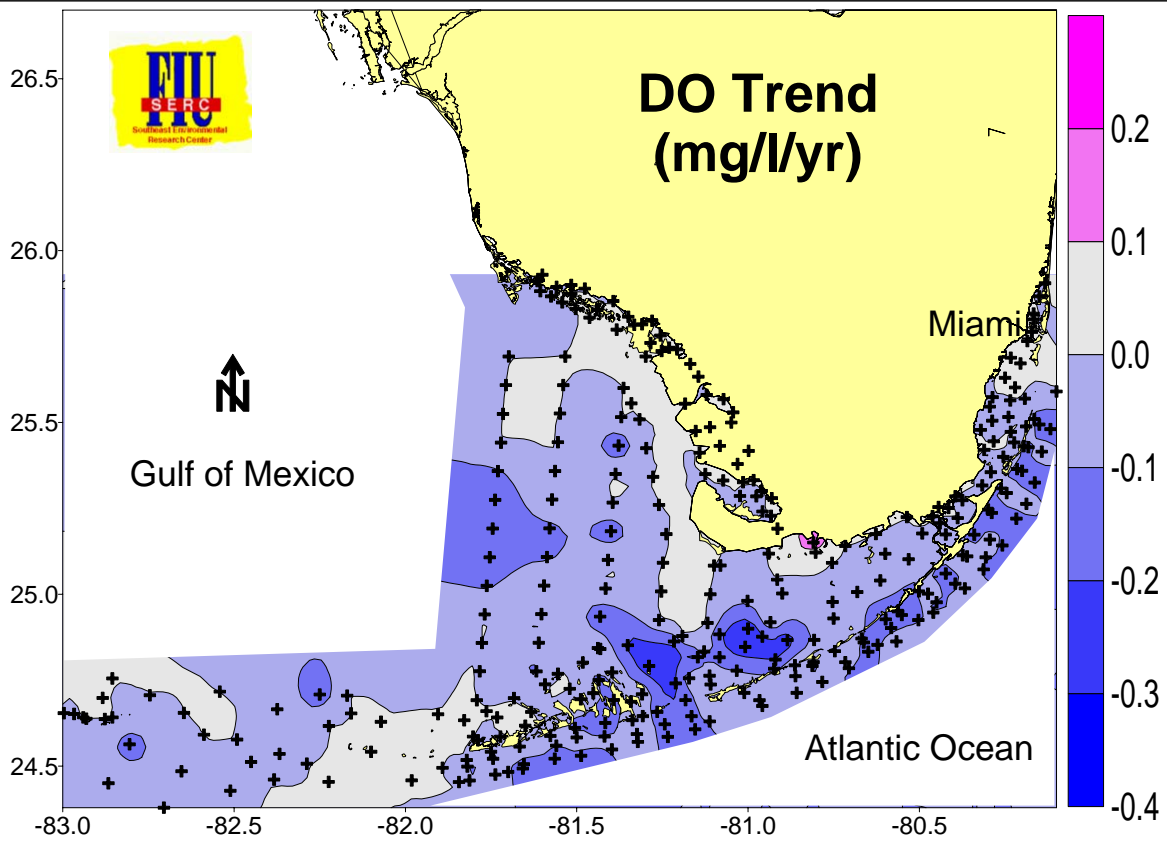 FIU
SERC
Southeast Environmental
Research Center
DO Trend
(mg/l/yr)
7
Miami
N
Gulf of Mexico
Atlantic Ocean
26.5
26.0
25.5
25.0
24.5
-83.0
-82.5
-82.0
-81.5
-81.0
-80.5
0.2
0.1
0.0
-0.1
-0.2
-0.3
-0.4